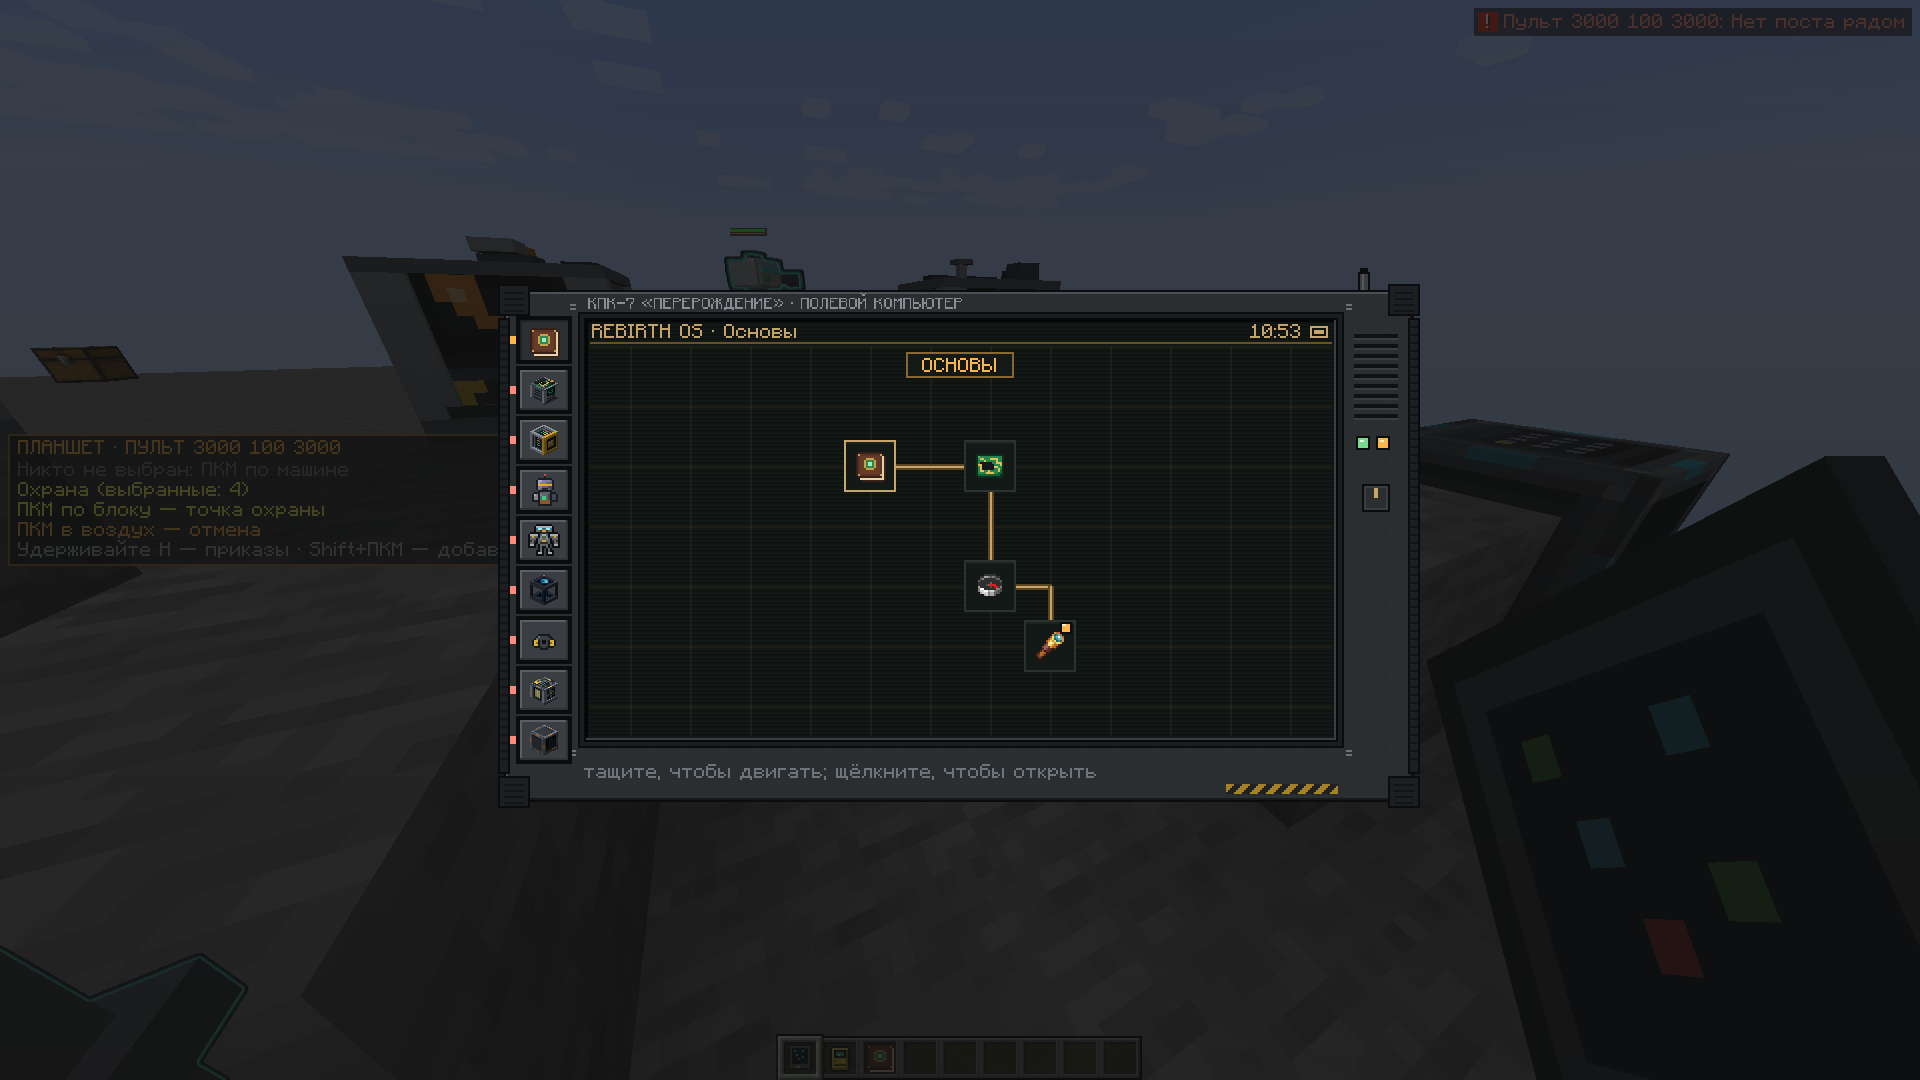 Пульт 3000 100 3000: Нет поста рядом
КПК-7 «ПЕРЕРОЖДЕНИЕ» · ПОЛЕВОЙ КОМПЬЮТЕР
REBIRTH OS · Основы
10:53
ОСНОВЫ
ПЛАНШЕТ · ПУЛЬТ 3000 100 3000
Никто не выбран: ПКМ по машине
Охрана (выбранные: 4)
ПКМ по блоку — точка охраны
ПКМ в воздух — отмена
Удерживайте H — приказы · Shift+ПКМ — добав
тащите, чтобы двигать; щёлкните, чтобы открыть